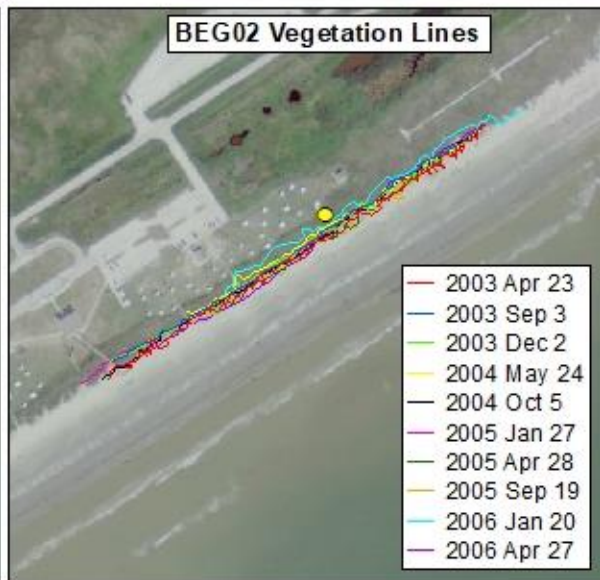 BEG02 Vegetation Lines
2003 Apr 23
2003 Sep 3
2003 Dec 2
2004 May 24
2004 Oct 5
2005 Jan 27
2005 Apr 28
2005 Sep 19
2006 Jan 20
2006 Apr 27